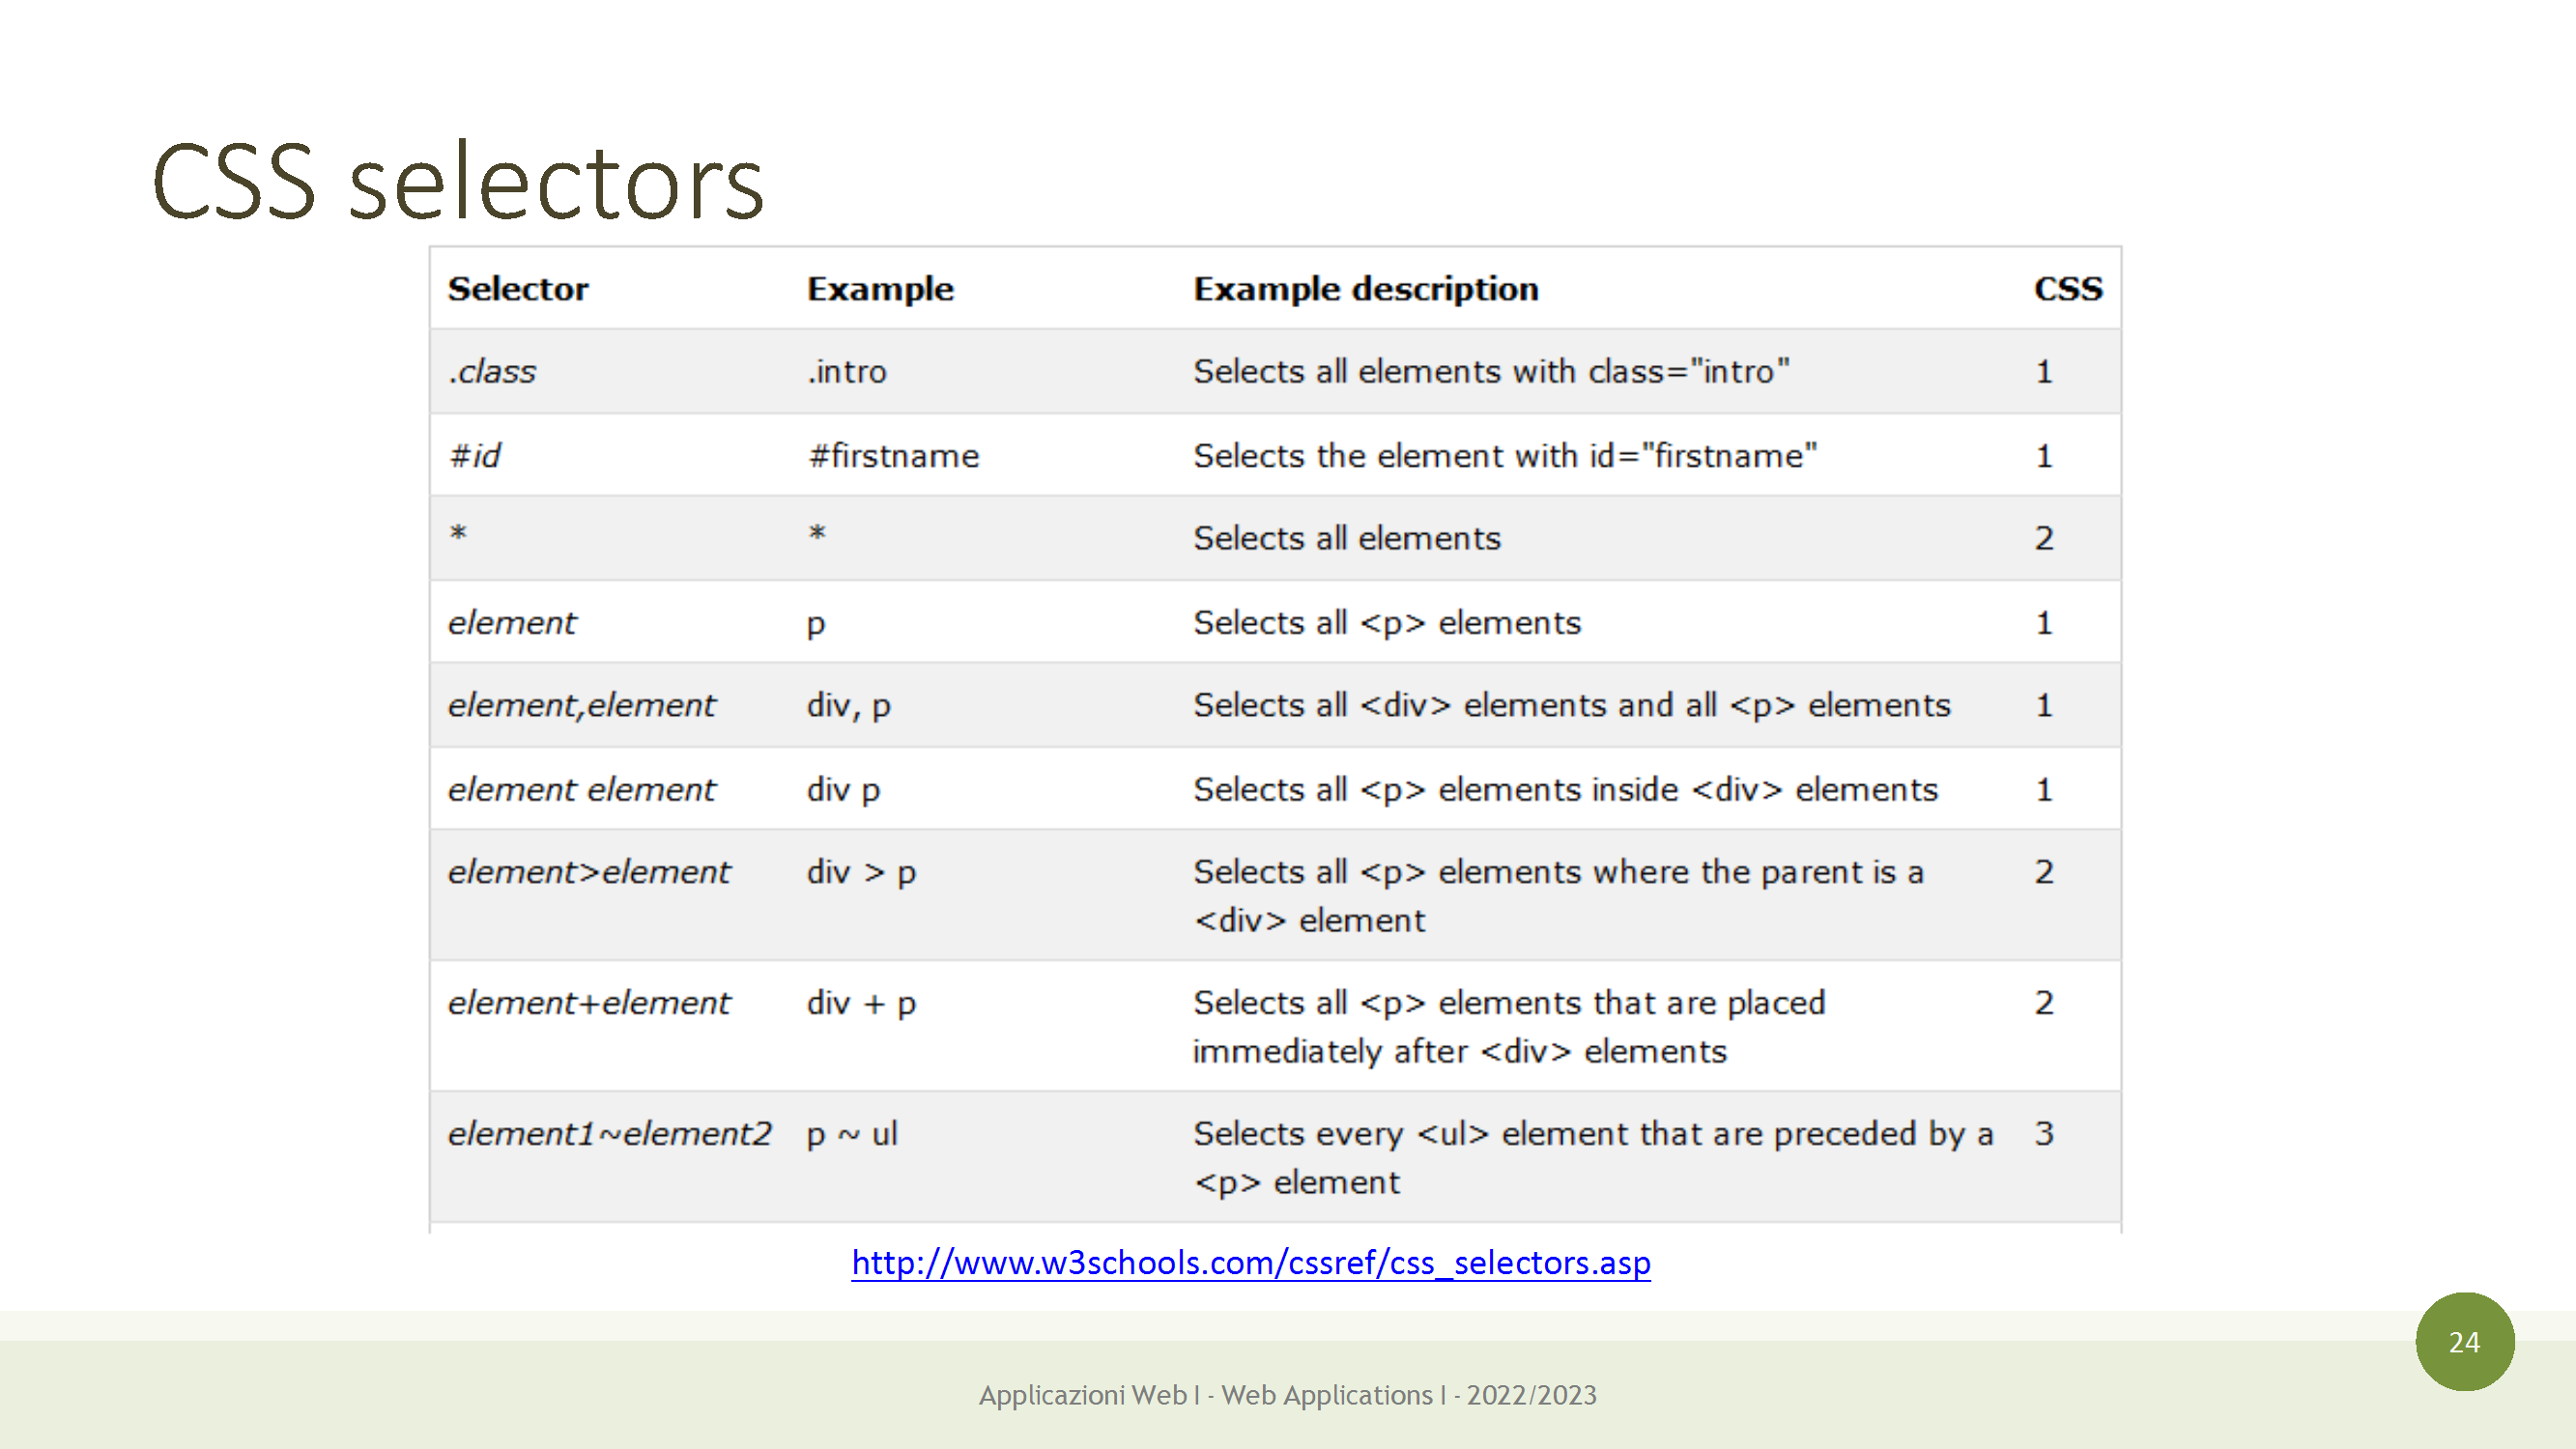 CSS selectors
Selector Example Example description CSS
.class .intro Selects all elements with class="intro" 1
#id #firstname Selects the element with id="firstname" 1
* * Selects all elements 2
element p Selects all <p> elements 1
element,element div, p Selects all <div> elements and all <p> elements 1
element element div p Selects all <p> elements inside <div> elements 1
element>element div > p Selects all <p> elements where the parent is a 2
<div> element
element+element div + p Selects all <p> elements that are placed 2
immediately after <div> elements
element1~element2 p ~ ul Selects every <ul> element that are preceded by a 3
<p> element
http://www.w3schools.com/cssref/css_selectors.asp
24
Applicazioni Web I - Web Applications I - 2022/2023